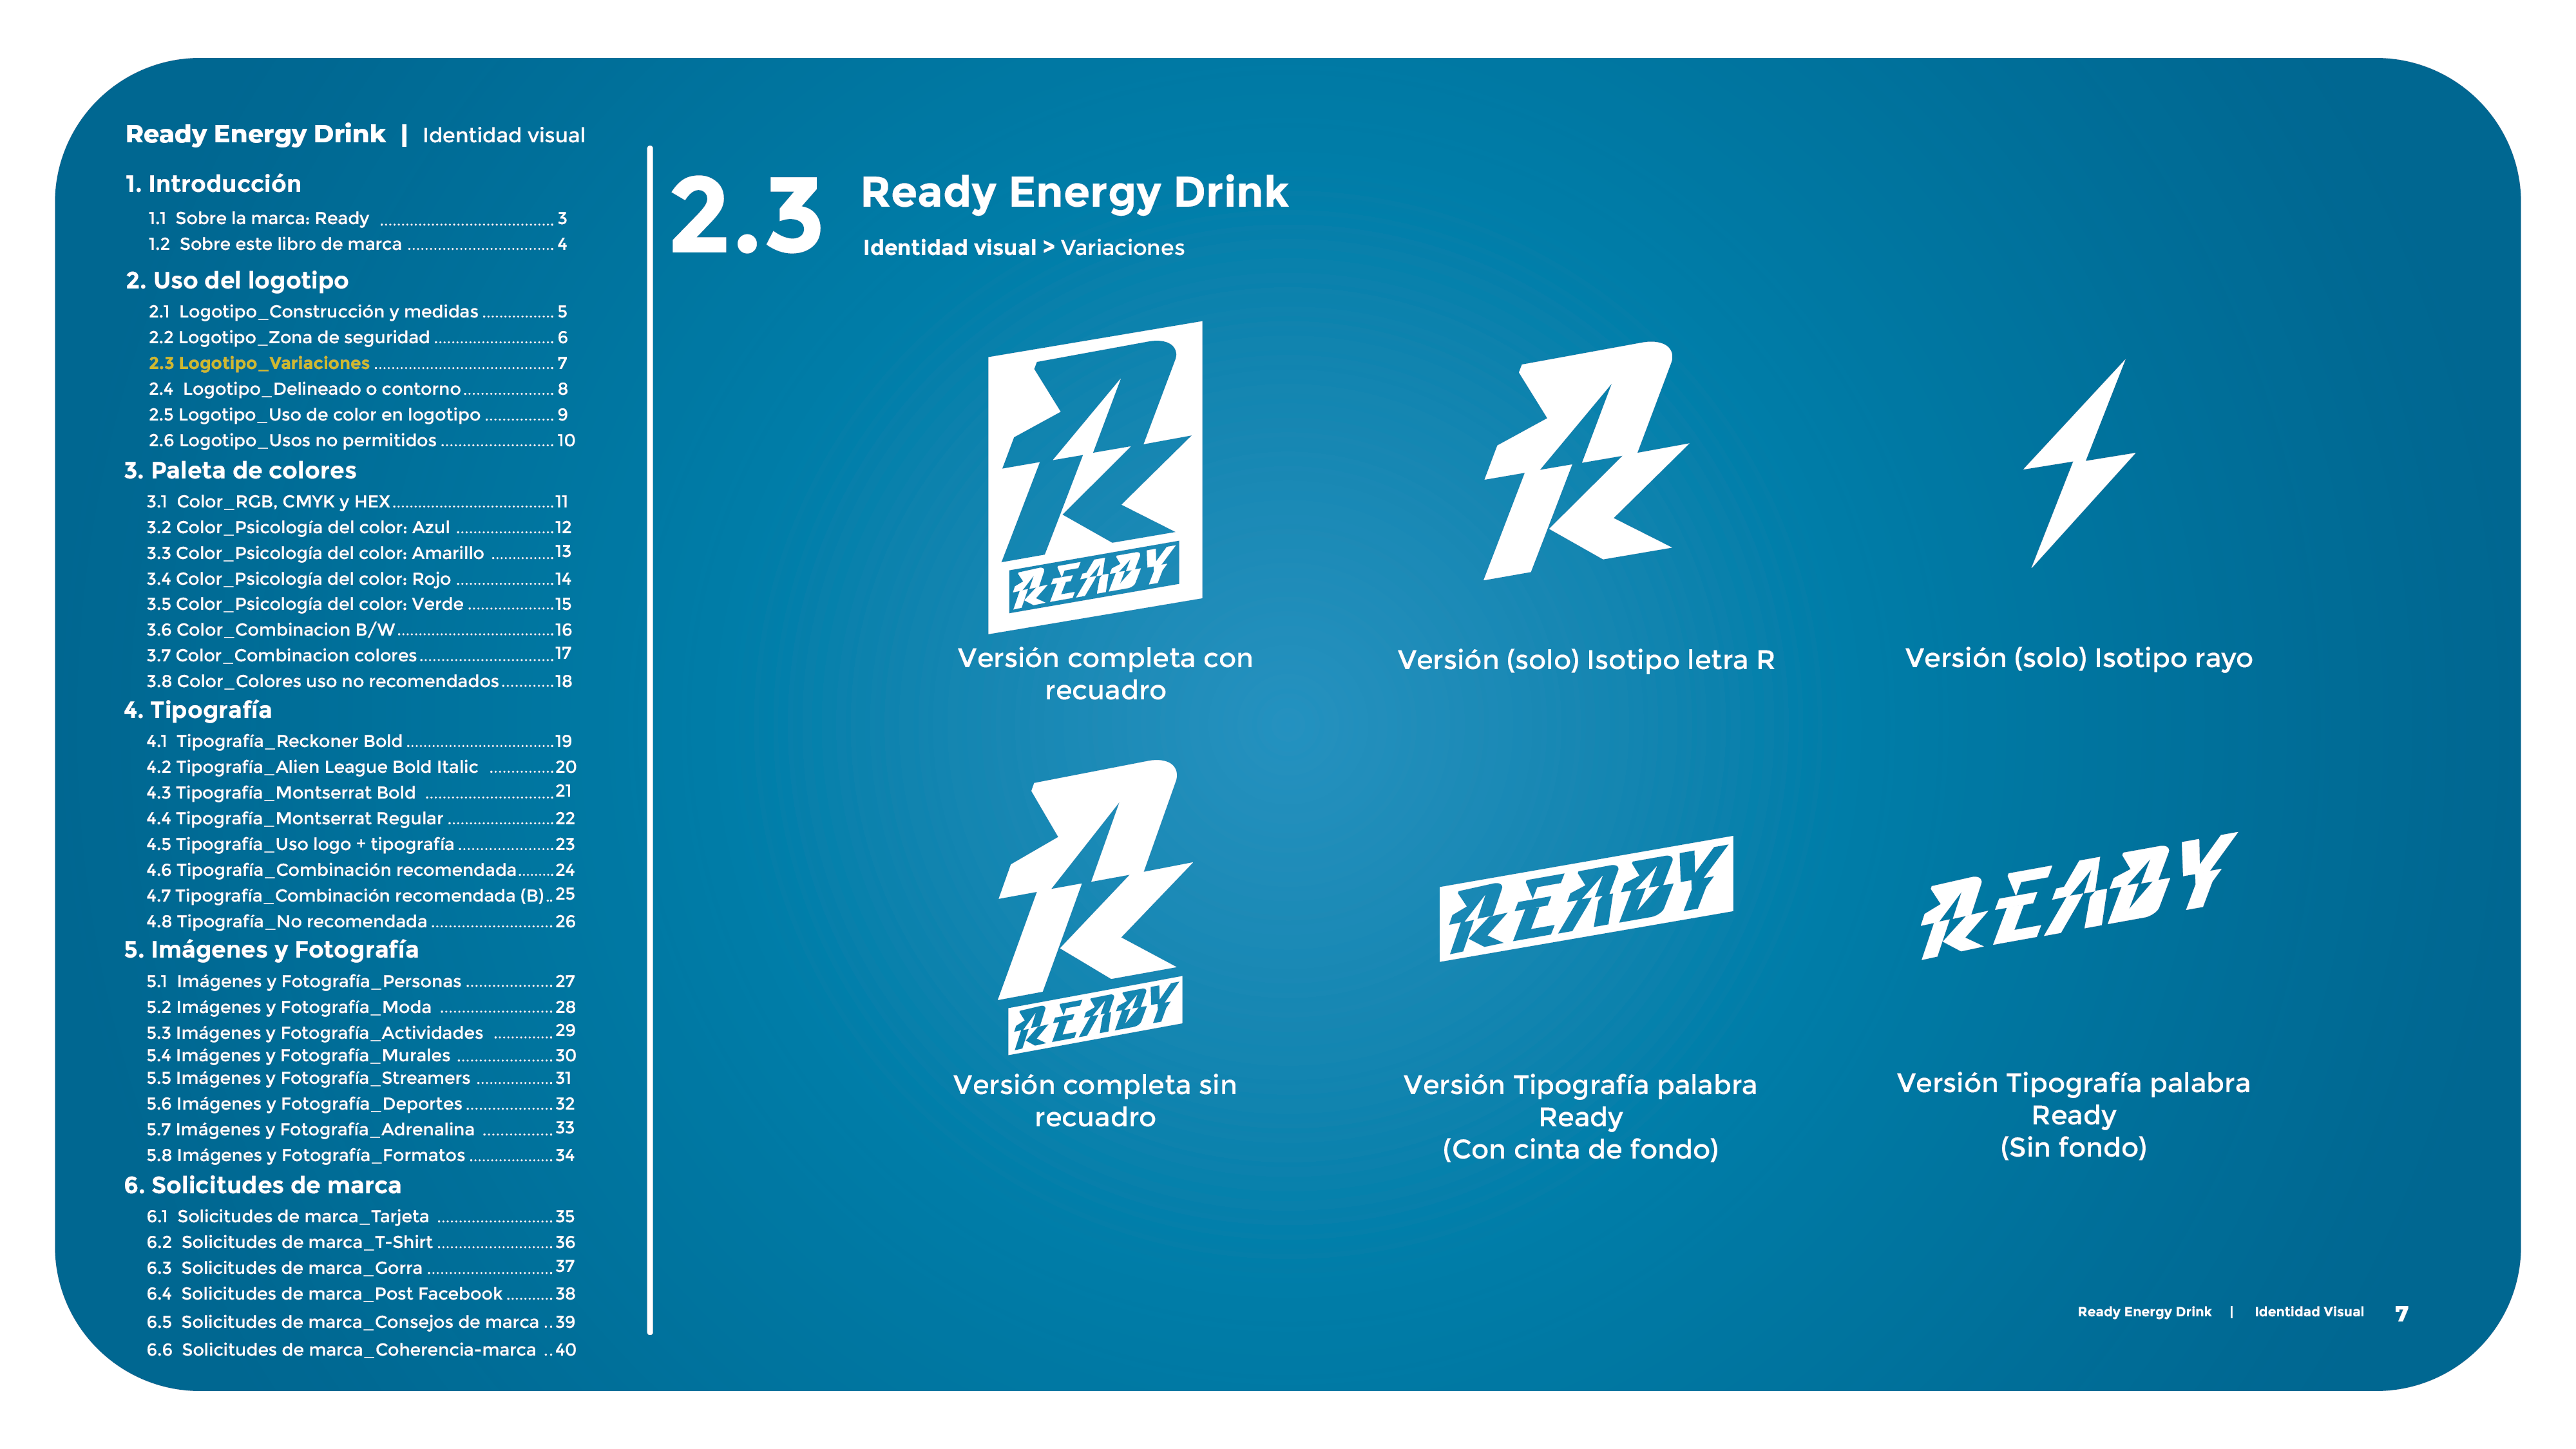 Ready Energy Drink | Identidad visual
1. Introducción
1.1 Sobre la marca: Ready ........ 3
1.2 Sobre este libro de marca ........ 4
2. Uso del logotipo
2.1 Logotipo_Construcción y medidas ........ 5
2.2 Logotipo_Zona de seguridad ........ 6
2.3 Logotipo_Variaciones ........ 7
2.4 Logotipo_Delineado o contorno ........ 8
2.5 Logotipo_Uso de color en logotipo ........ 9
2.6 Logotipo_Usos no permitidos ........ 10
3. Paleta de colores
3.1 Color_RGB, CMYK y HEX ........ 11
3.2 Color_Psicología del color: Azul ........ 12
3.3 Color_Psicología del color: Amarillo ........ 13
3.4 Color_Psicología del color: Rojo ........ 14
3.5 Color_Psicología del color: Verde ........ 15
3.6 Color_Combinacion B/W ........ 16
3.7 Color_Combinacion colores ........ 17
3.8 Color_Colores uso no recomendados ........ 18
4. Tipografía
4.1 Tipografía_Reckoner Bold ........ 19
4.2 Tipografía_Alien League Bold Italic ........ 20
4.3 Tipografía_Montserrat Bold ........ 21
4.4 Tipografía_Montserrat Regular ........ 22
4.5 Tipografía_Uso logo + tipografía ........ 23
4.6 Tipografía_Combinación recomendada ........ 24
4.7 Tipografía_Combinación recomendada (B) .. 25
4.8 Tipografía_No recomendada ........ 26
5. Imágenes y Fotografía
5.1 Imágenes y Fotografía_Personas ........ 27
5.2 Imágenes y Fotografía_Moda ........ 28
5.3 Imágenes y Fotografía_Actividades ........ 29
5.4 Imágenes y Fotografía_Murales ........ 30
5.5 Imágenes y Fotografía_Streamers ........ 31
5.6 Imágenes y Fotografía_Deportes ........ 32
5.7 Imágenes y Fotografía_Adrenalina ........ 33
5.8 Imágenes y Fotografía_Formatos ........ 34
6. Solicitudes de marca
6.1 Solicitudes de marca_Tarjeta ........ 35
6.2 Solicitudes de marca_T-Shirt ........ 36
6.3 Solicitudes de marca_Gorra ........ 37
6.4 Solicitudes de marca_Post Facebook ........ 38
6.5 Solicitudes de marca_Consejos de marca .. 39
6.6 Solicitudes de marca_Coherencia-marca .. 40
2.3
Ready Energy Drink
Identidad visual > Variaciones
R
READY
Versión completa con
recuadro
R
Versión (solo) Isotipo letra R
Versión (solo) Isotipo rayo
R
READY
Versión completa sin
recuadro
READY
Versión Tipografía palabra
Ready
(Con cinta de fondo)
READY
Versión Tipografía palabra
Ready
(Sin fondo)
Ready Energy Drink | Identidad Visual 7